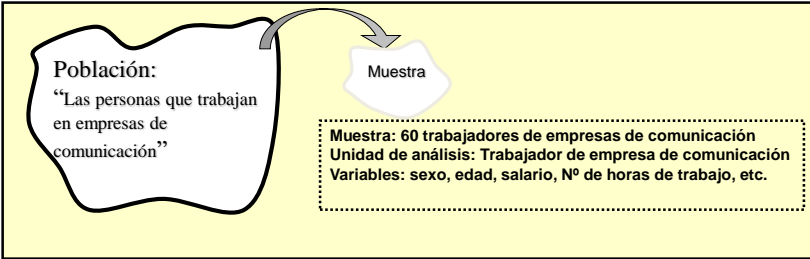 Población:
“Las personas que trabajan
en empresas de
comunicación”
Muestra
Muestra: 60 trabajadores de empresas de comunicación
Unidad de análisis: Trabajador de empresa de comunicación
Variables: sexo, edad, salario, Nº de horas de trabajo, etc.